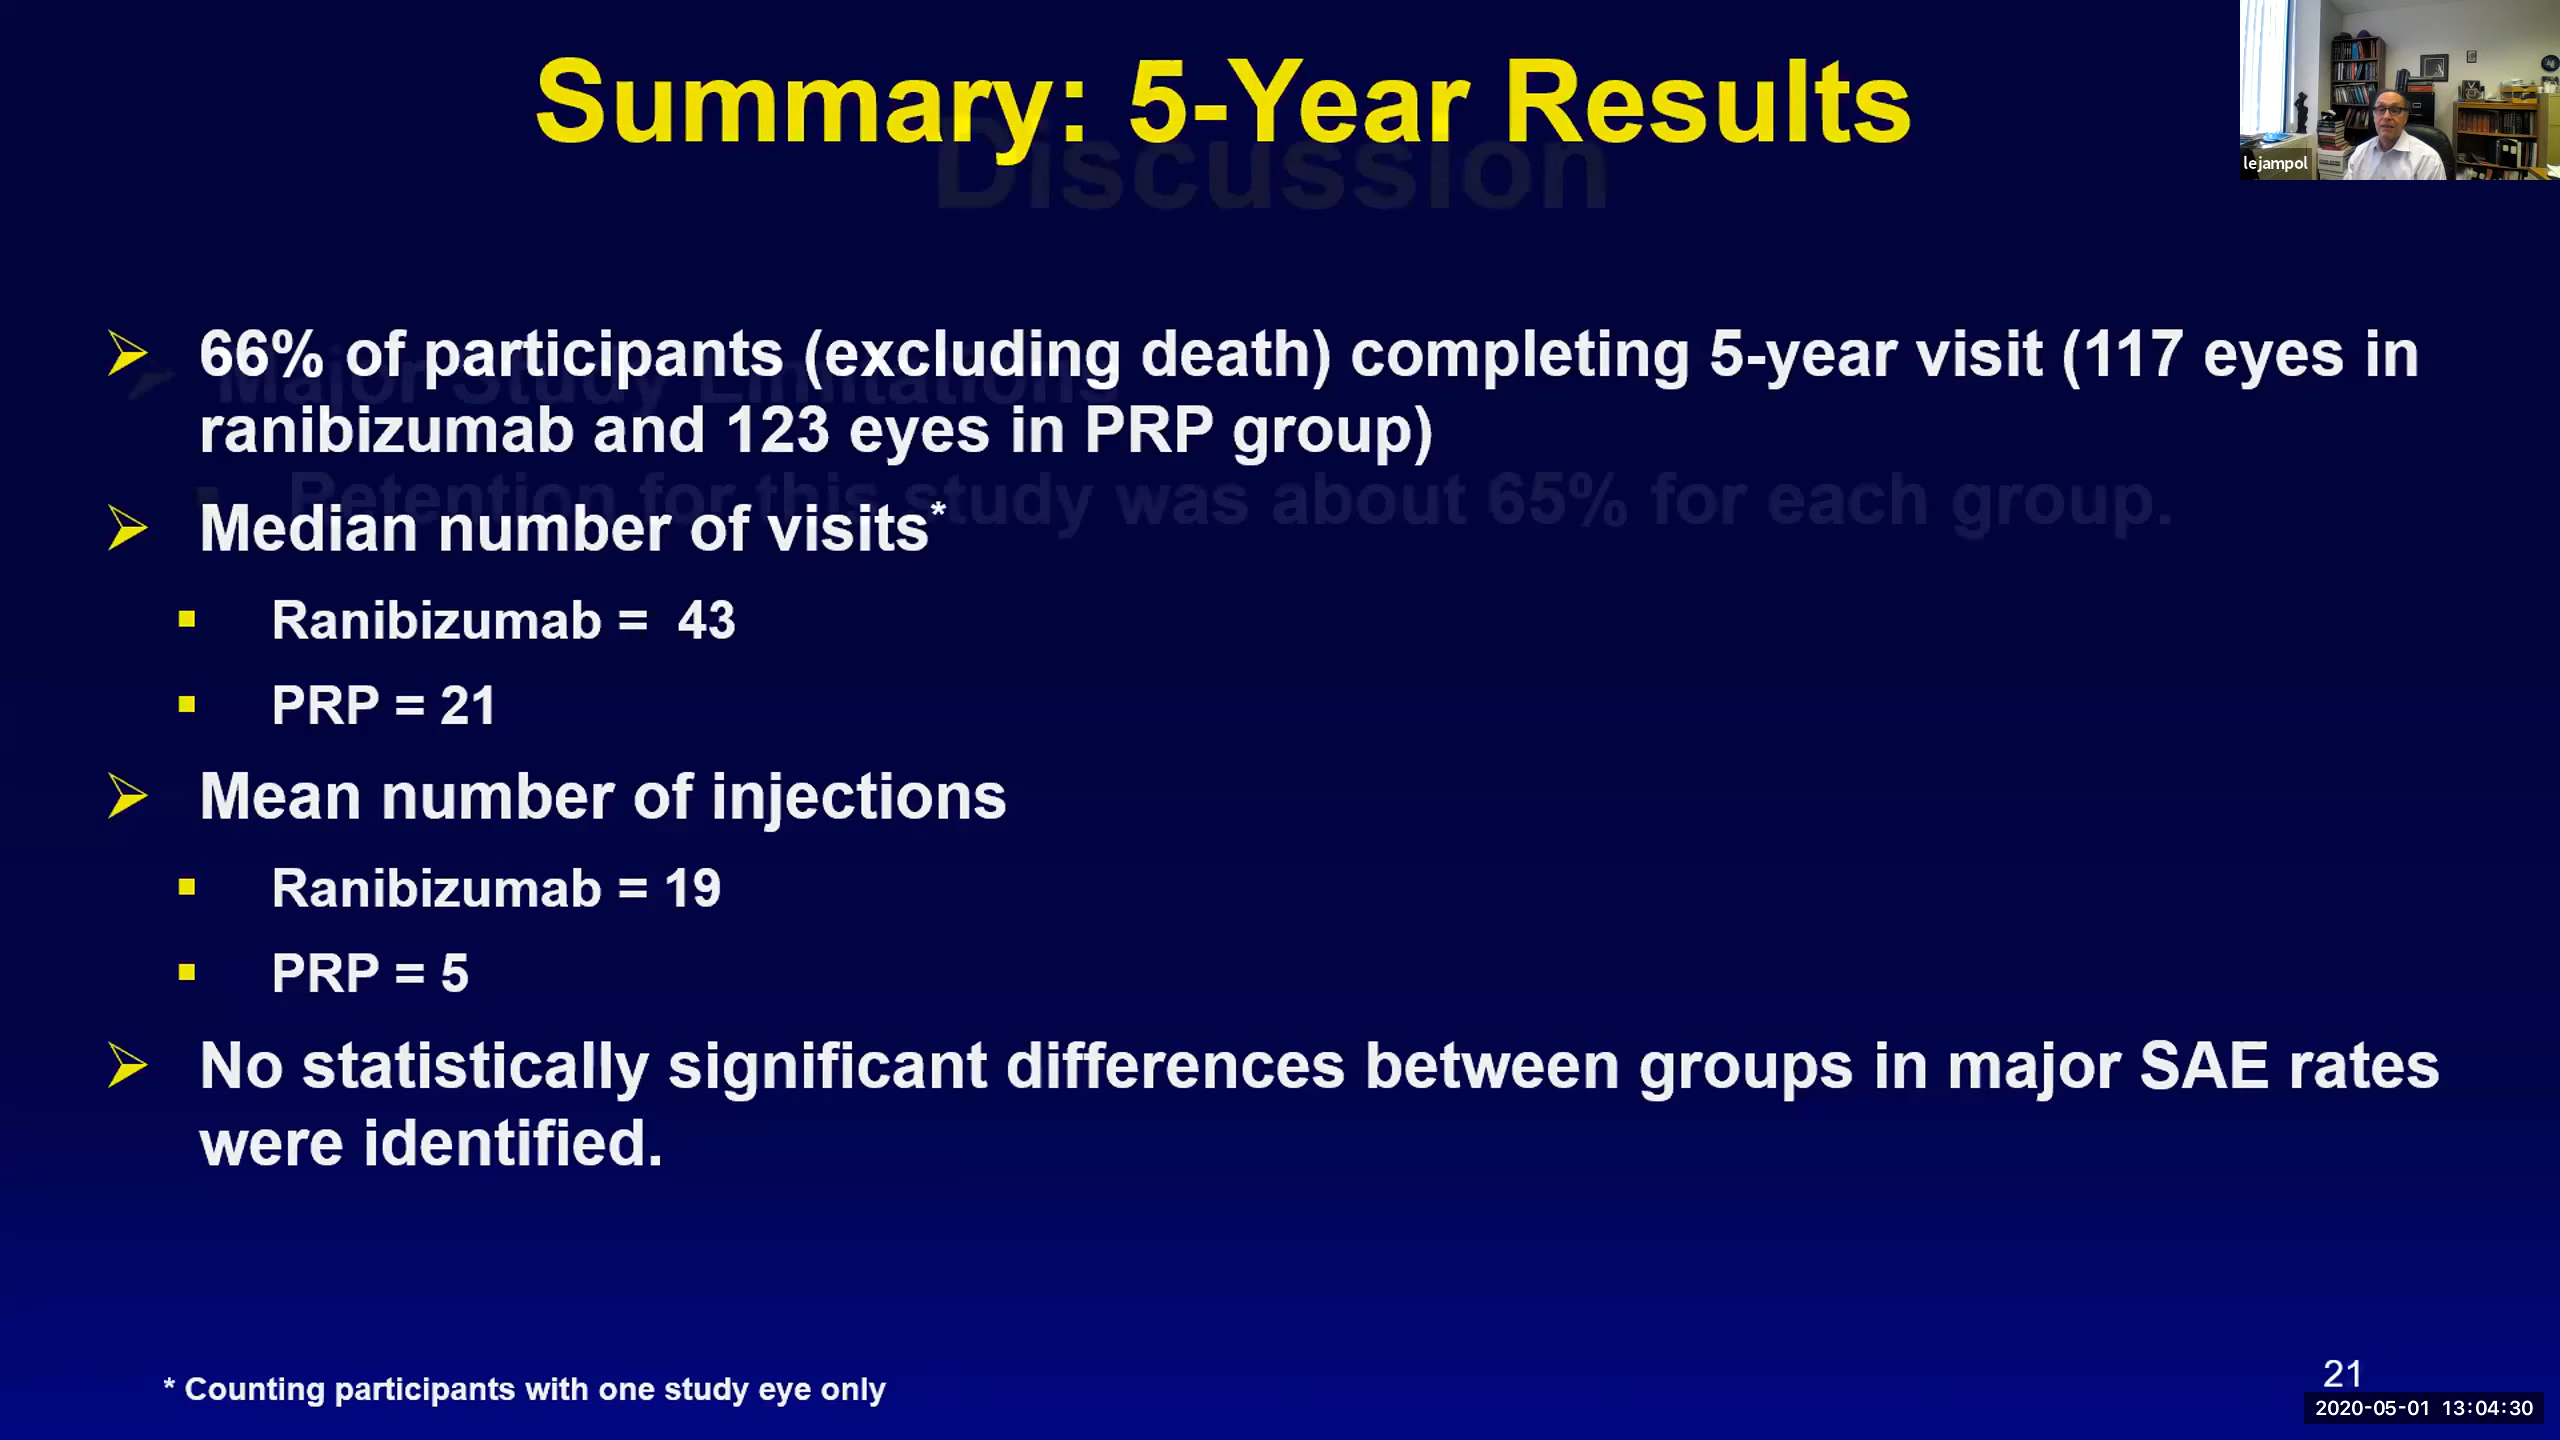 Summary: 5-Year Results
Discussion
lejampol
➢ 66% of participants (excluding death) completing 5-year visit (117 eyes in
ranibizumab and 123 eyes in PRP group)
Major Study Limitations
Retention for this study was about 65% for each group.
➢ Median number of visits*
▪ Ranibizumab =  43
▪ PRP = 21
➢ Mean number of injections
▪ Ranibizumab = 19
▪ PRP = 5
➢ No statistically significant differences between groups in major SAE rates
were identified.
* Counting participants with one study eye only
21
2020-05-01 13:04:30